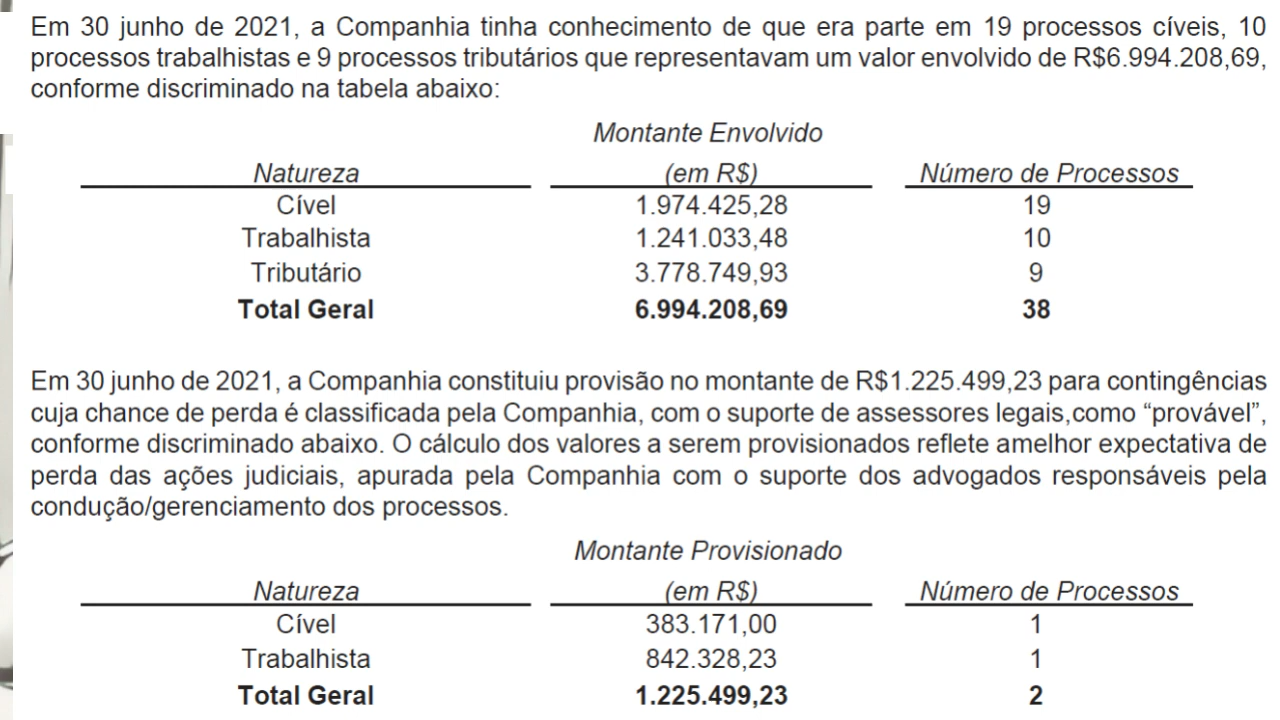 Em 30 junho de 2021, a Companhia tinha conhecimento de que era parte em 19 processos cíveis, 10
processos trabalhistas e 9 processos tributários que representavam um valor envolvido de R$6.994.208,69,
conforme discriminado na tabela abaixo:
Montante Envolvido
Natureza (em R$) Número de Processos
Cível 1.974.425,28 19
Trabalhista 1.241.033,48 10
Tributário 3.778.749,93 9
Total Geral 6.994.208,69 38
Em 30 junho de 2021, a Companhia constituiu provisão no montante de R$1.225.499,23 para contingências
cuja chance de perda é classificada pela Companhia, com o suporte de assessores legais,como “provável”,
conforme discriminado abaixo. O cálculo dos valores a serem provisionados reflete amelhor expectativa de
perda das ações judiciais, apurada pela Companhia com o suporte dos advogados responsáveis pela
condução/gerenciamento dos processos.
Montante Provisionado
Natureza (em R$) Número de Processos
Cível 383.171,00 1
Trabalhista 842.328,23 1
Total Geral 1.225.499,23 2